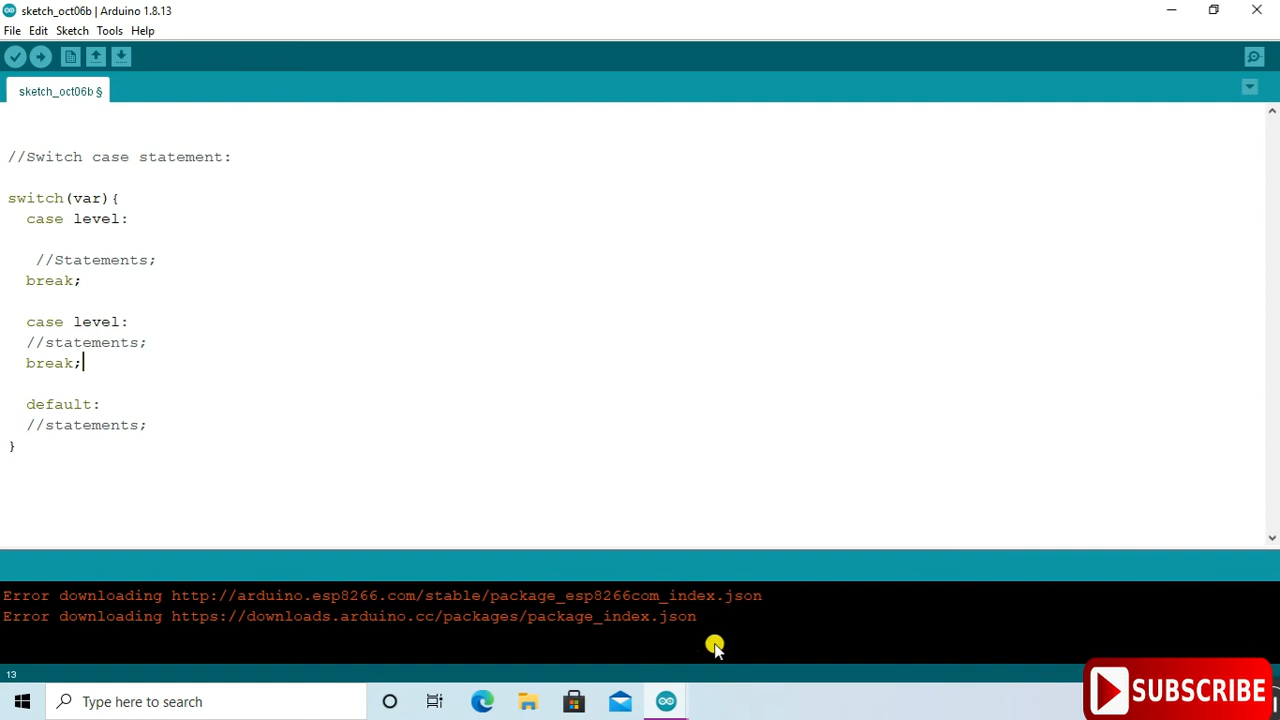 sketch_oct06b | Arduino 1.8.13
File Edit Sketch Tools Help
sketch_oct06b §
//Switch case statement:
switch(var){
case level:
//Statements;
break;
case level:
//statements;
break;
default:
//statements;
}
Error downloading http://arduino.esp8266.com/stable/package_esp8266com_index.json
Error downloading https://downloads.arduino.cc/packages/package_index.json
13
Type here to search
SUBSCRIBE